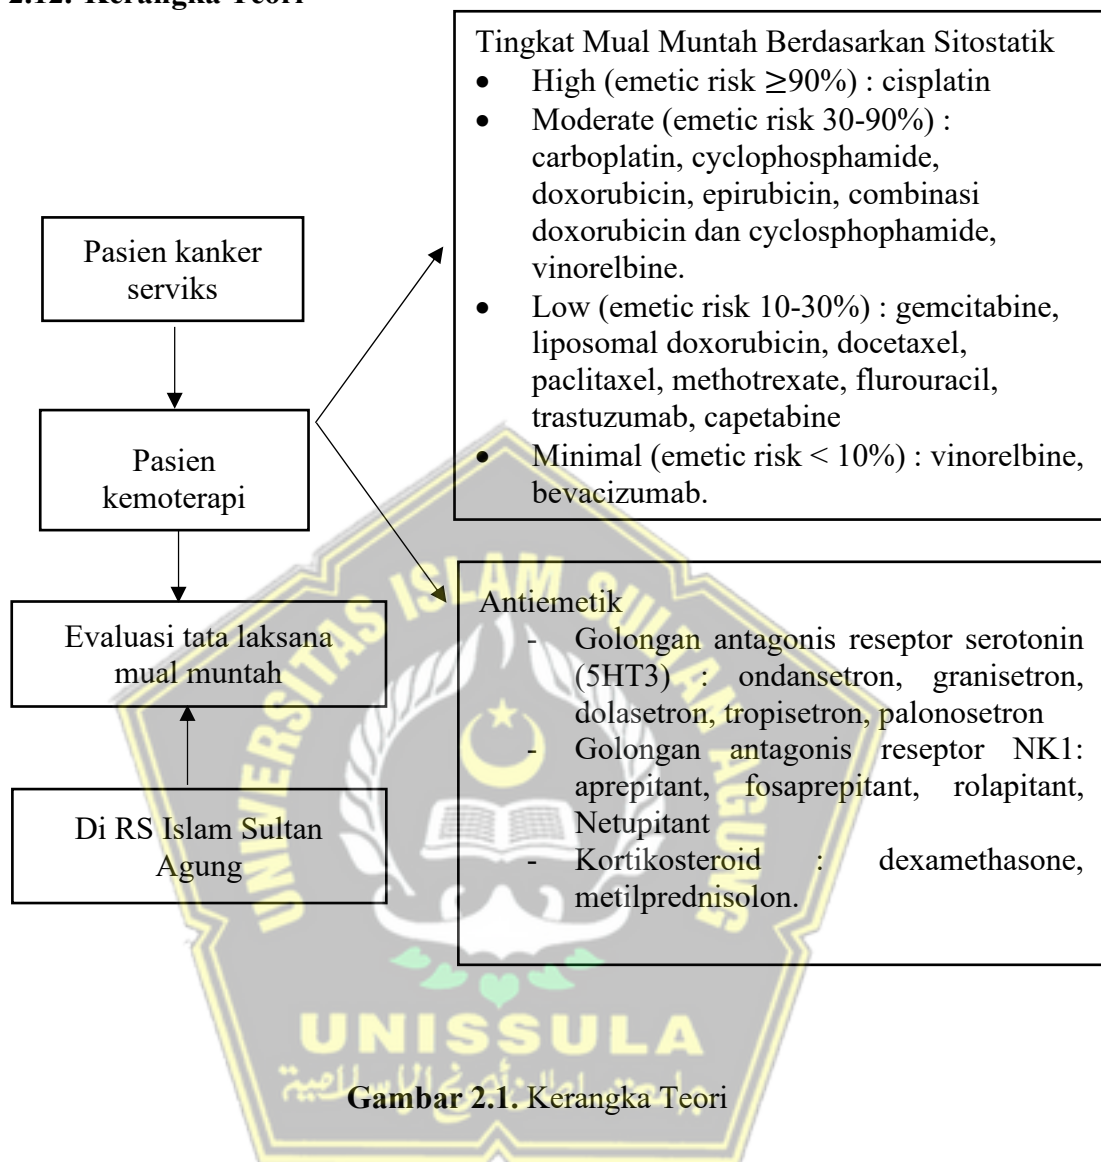 2.12. Kerangka Teori
Tingkat Mual Muntah Berdasarkan Sitostatik
• High (emetic risk ≥90%) : cisplatin
• Moderate (emetic risk 30-90%) :
carboplatin, cyclophosphamide,
doxorubicin, epirubicin, combinasi
doxorubicin dan cyclosphophamide,
vinorelbine.
• Low (emetic risk 10-30%) : gemcitabine,
liposomal doxorubicin, docetaxel,
paclitaxel, methotrexate, flurouracil,
trastuzumab, capetabine
• Minimal (emetic risk < 10%) : vinorelbine,
bevacizumab.
Pasien kanker
serviks
Pasien
kemoterapi
Evaluasi tata laksana
mual muntah
Di RS Islam Sultan
Agung
Antiemetik
- Golongan antagonis reseptor serotonin
(5HT3) : ondansetron, granisetron,
dolasetron, tropisetron, palonosetron
- Golongan antagonis reseptor NK1:
aprepitant, fosaprepitant, rolapitant,
Netupitant
- Kortikosteroid : dexamethasone,
metilprednisolon.
UNIVERSITAS ISLAM SULTAN AGUNG
UNISSULA
Gambar 2.1. Kerangka Teori